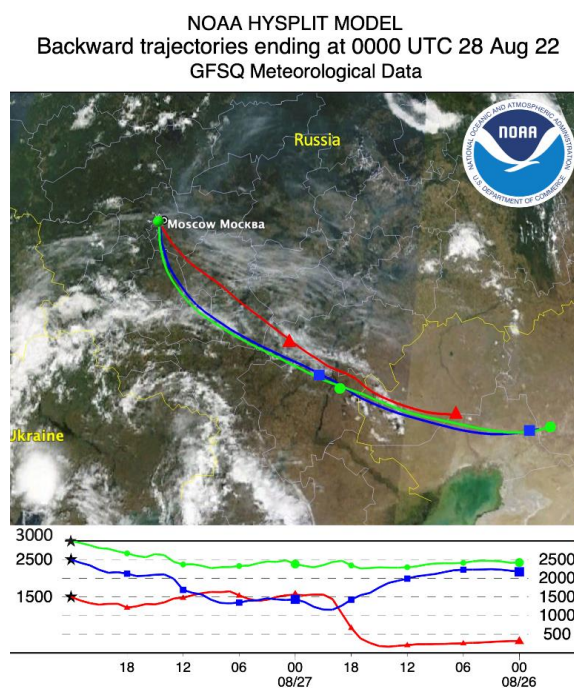 NOAA HYSPLIT MODEL
Backward trajectories ending at 0000 UTC 28 Aug 22
GFSQ Meteorological Data
NATIONAL OCEANIC AND ATMOSPHERIC ADMINISTRATION
NOAA
U.S. DEPARTMENT OF COMMERCE
Russia
Moscow Москва
Ukraine
3000
2500 2500
2000
1500 1500
1000
500
18 12 06 00 18 12 06 00
08/27 08/26